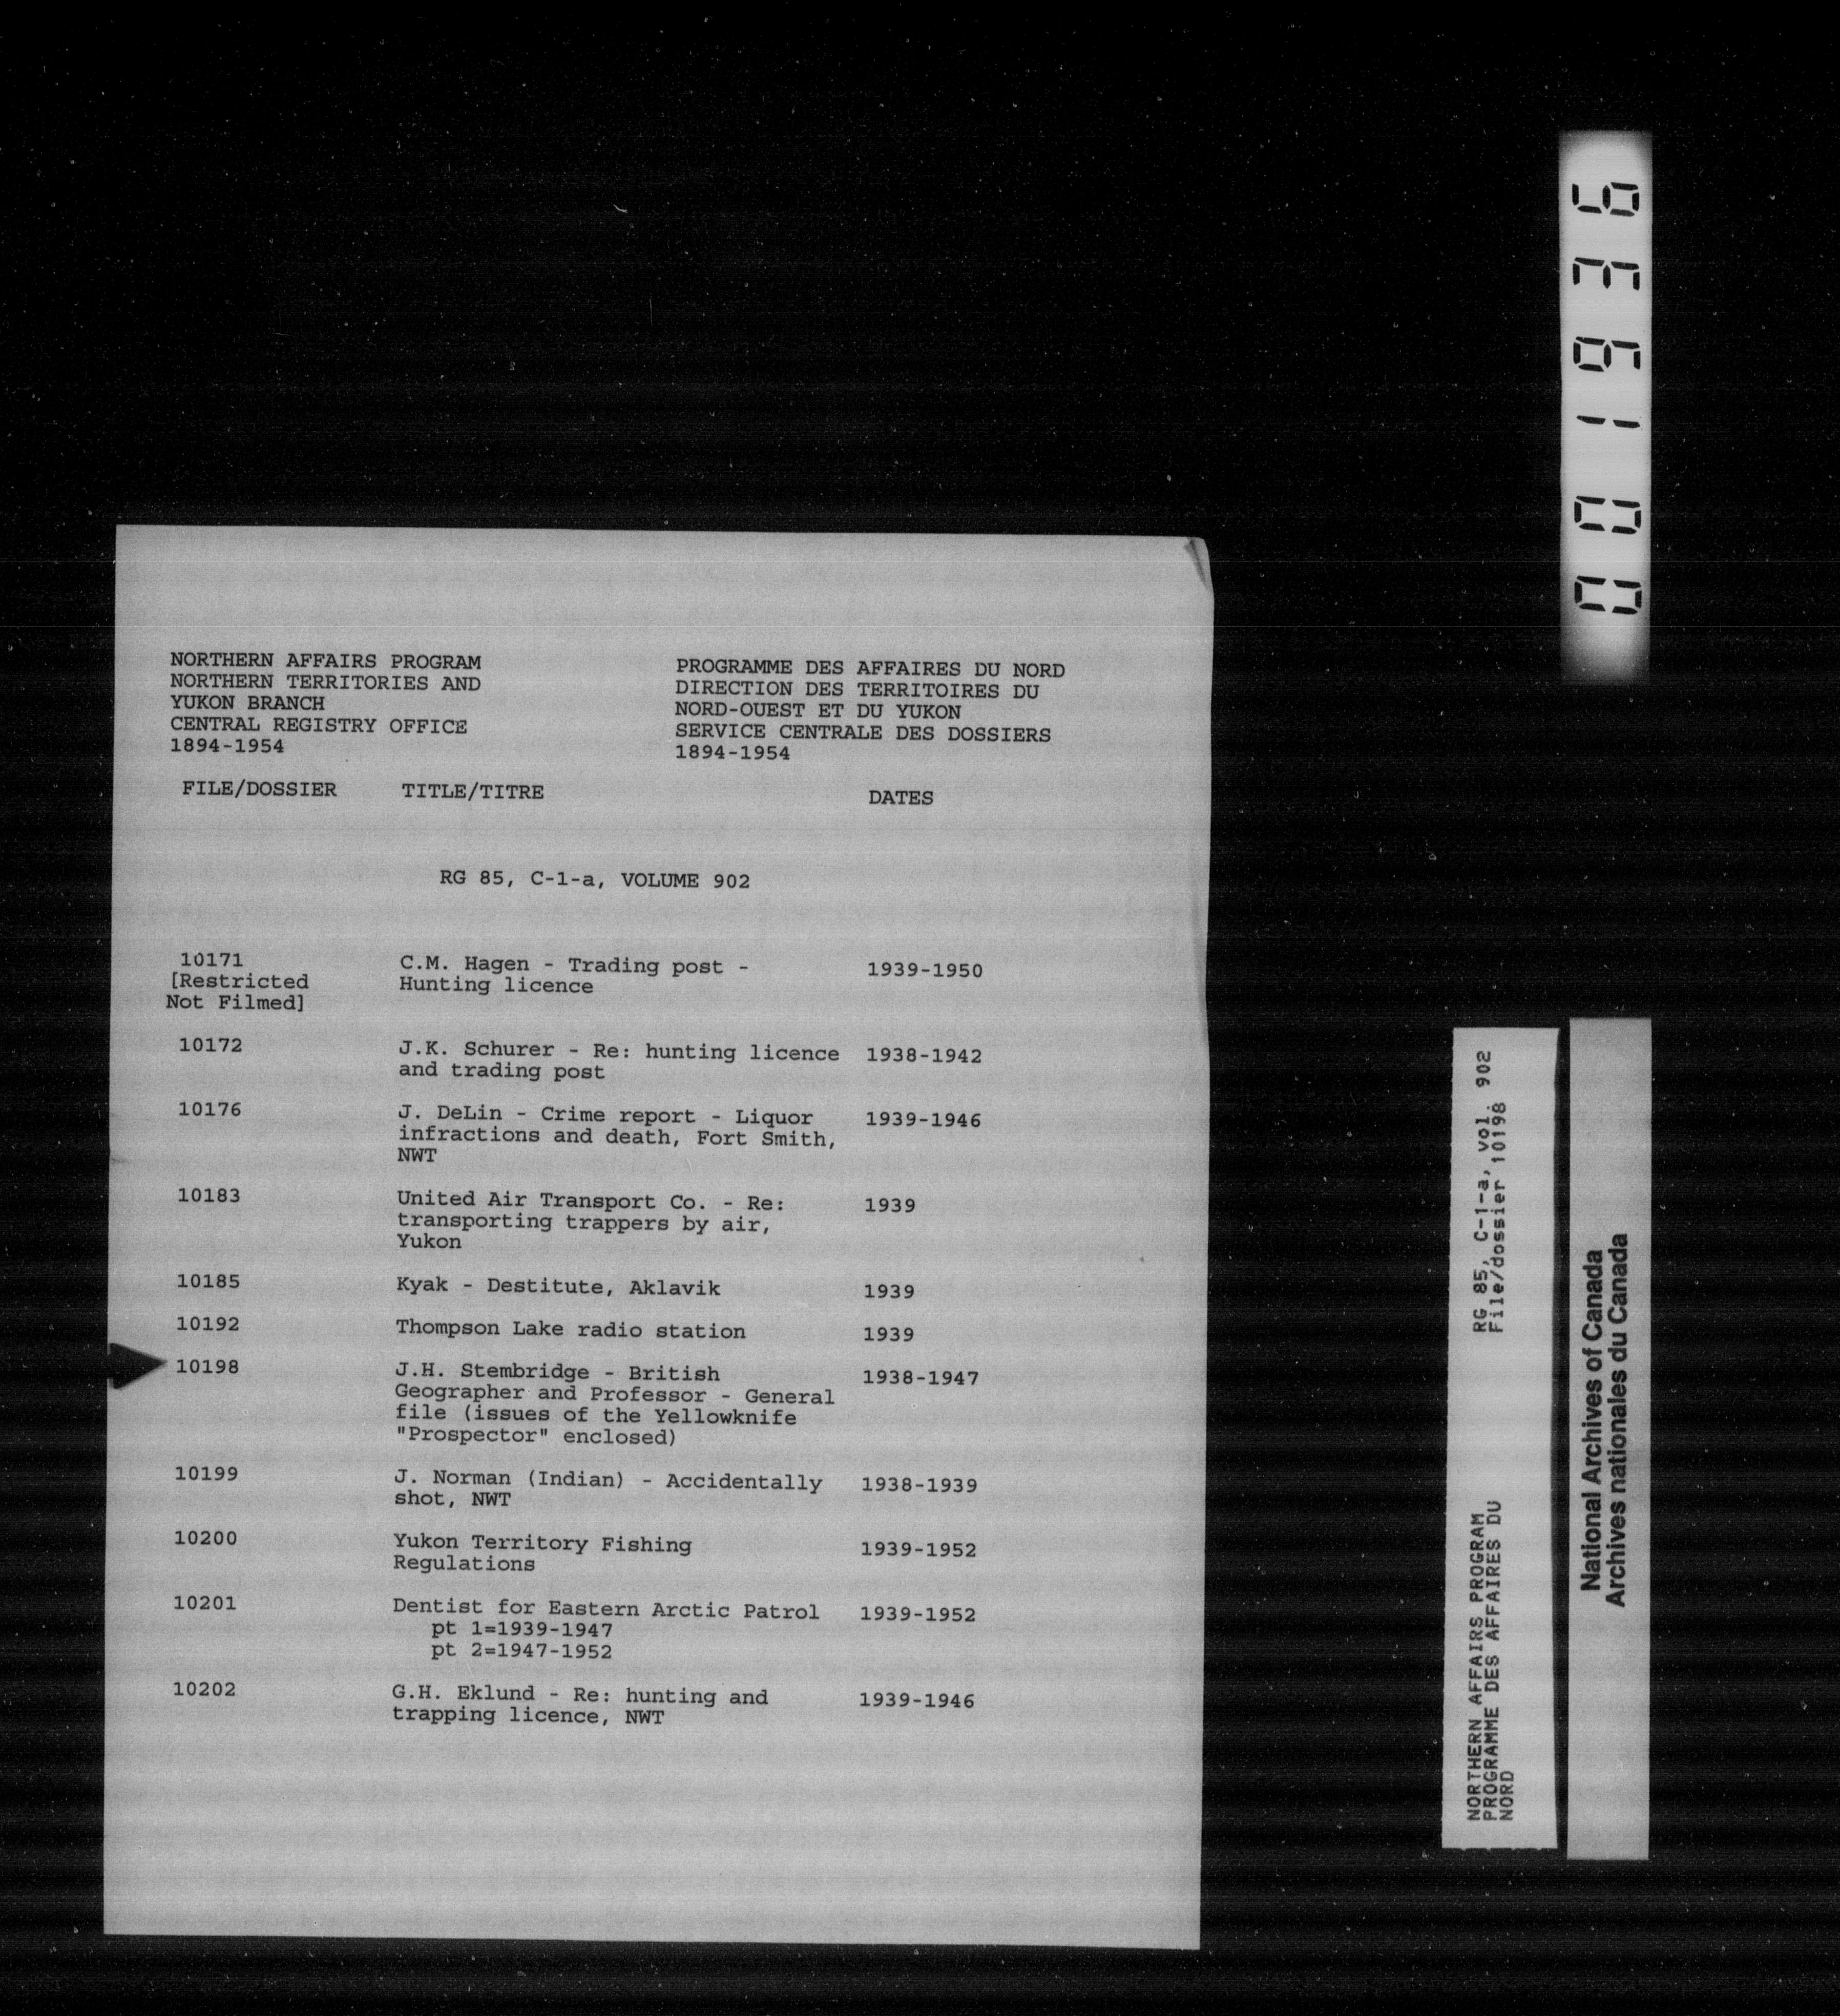 NORTHERN AFFAIRS PROGRAM
NORTHERN TERRITORIES AND
YUKON BRANCH
CENTRAL REGISTRY OFFICE
1894-1954
PROGRAMME DES AFFAIRES DU NORD
DIRECTION DES TERRITOIRES DU
NORD-OUEST ET DU YUKON
SERVICE CENTRALE DES DOSSIERS
1894-1954
FILE/DOSSIER TITLE/TITRE DATES
RG 85, C-1-a, VOLUME 902
10171 C.M. Hagen - Trading post - 1939-1950
[Restricted Hunting licence
Not Filmed]
10172 J.K. Schurer - Re: hunting licence 1938-1942
and trading post
10176 J. DeLin - Crime report - Liquor 1939-1946
infractions and death, Fort Smith,
NWT
10183 United Air Transport Co. - Re: 1939
transporting trappers by air,
Yukon
10185 Kyak - Destitute, Aklavik 1939
10192 Thompson Lake radio station 1939
10198 J.H. Stembridge - British 1938-1947
Geographer and Professor - General
file (issues of the Yellowknife
"Prospector" enclosed)
10199 J. Norman (Indian) - Accidentally 1938-1939
shot, NWT
10200 Yukon Territory Fishing 1939-1952
Regulations
10201 Dentist for Eastern Arctic Patrol 1939-1952
pt 1=1939-1947
pt 2=1947-1952
10202 G.H. Eklund - Re: hunting and 1939-1946
trapping licence, NWT
001936
NORTHERN AFFAIRS PROGRAM RG 85, C-1-a, vol. 902
PROGRAMME DES AFFAIRES DU File/dossier 10198
NORD
National Archives of Canada
Archives nationales du Canada